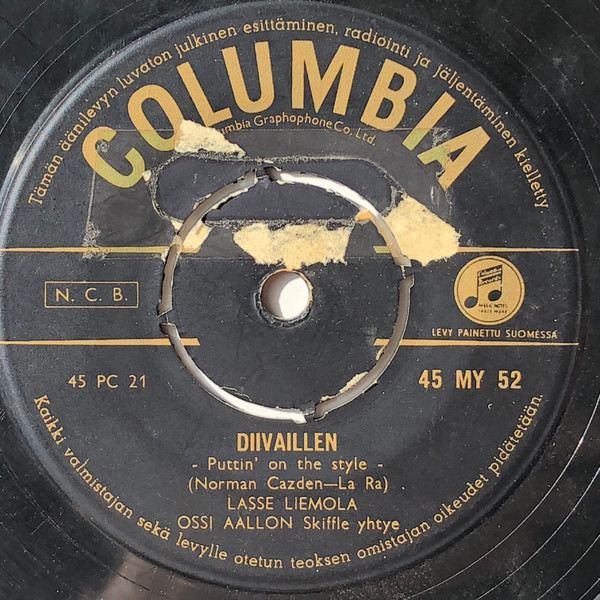 Tämän äänilevyn luvaton julkinen esittäminen, radiointi ja jäljentäminen kielletty
COLUMBIA
Graphophone Co., Ltd.
N. C. B.
LEVY PAINETTU SUOMESSA
45 PC 21
45 MY 52
DIIVAILLEN
- Puttin' on the style -
(Norman Cazden—La Ra)
LASSE LIEMOLA
OSSI AALLON Skiffle yhtye
Kaikki valmistajan sekä levylle otetun teoksen omistajan oikeudet pidätetään.